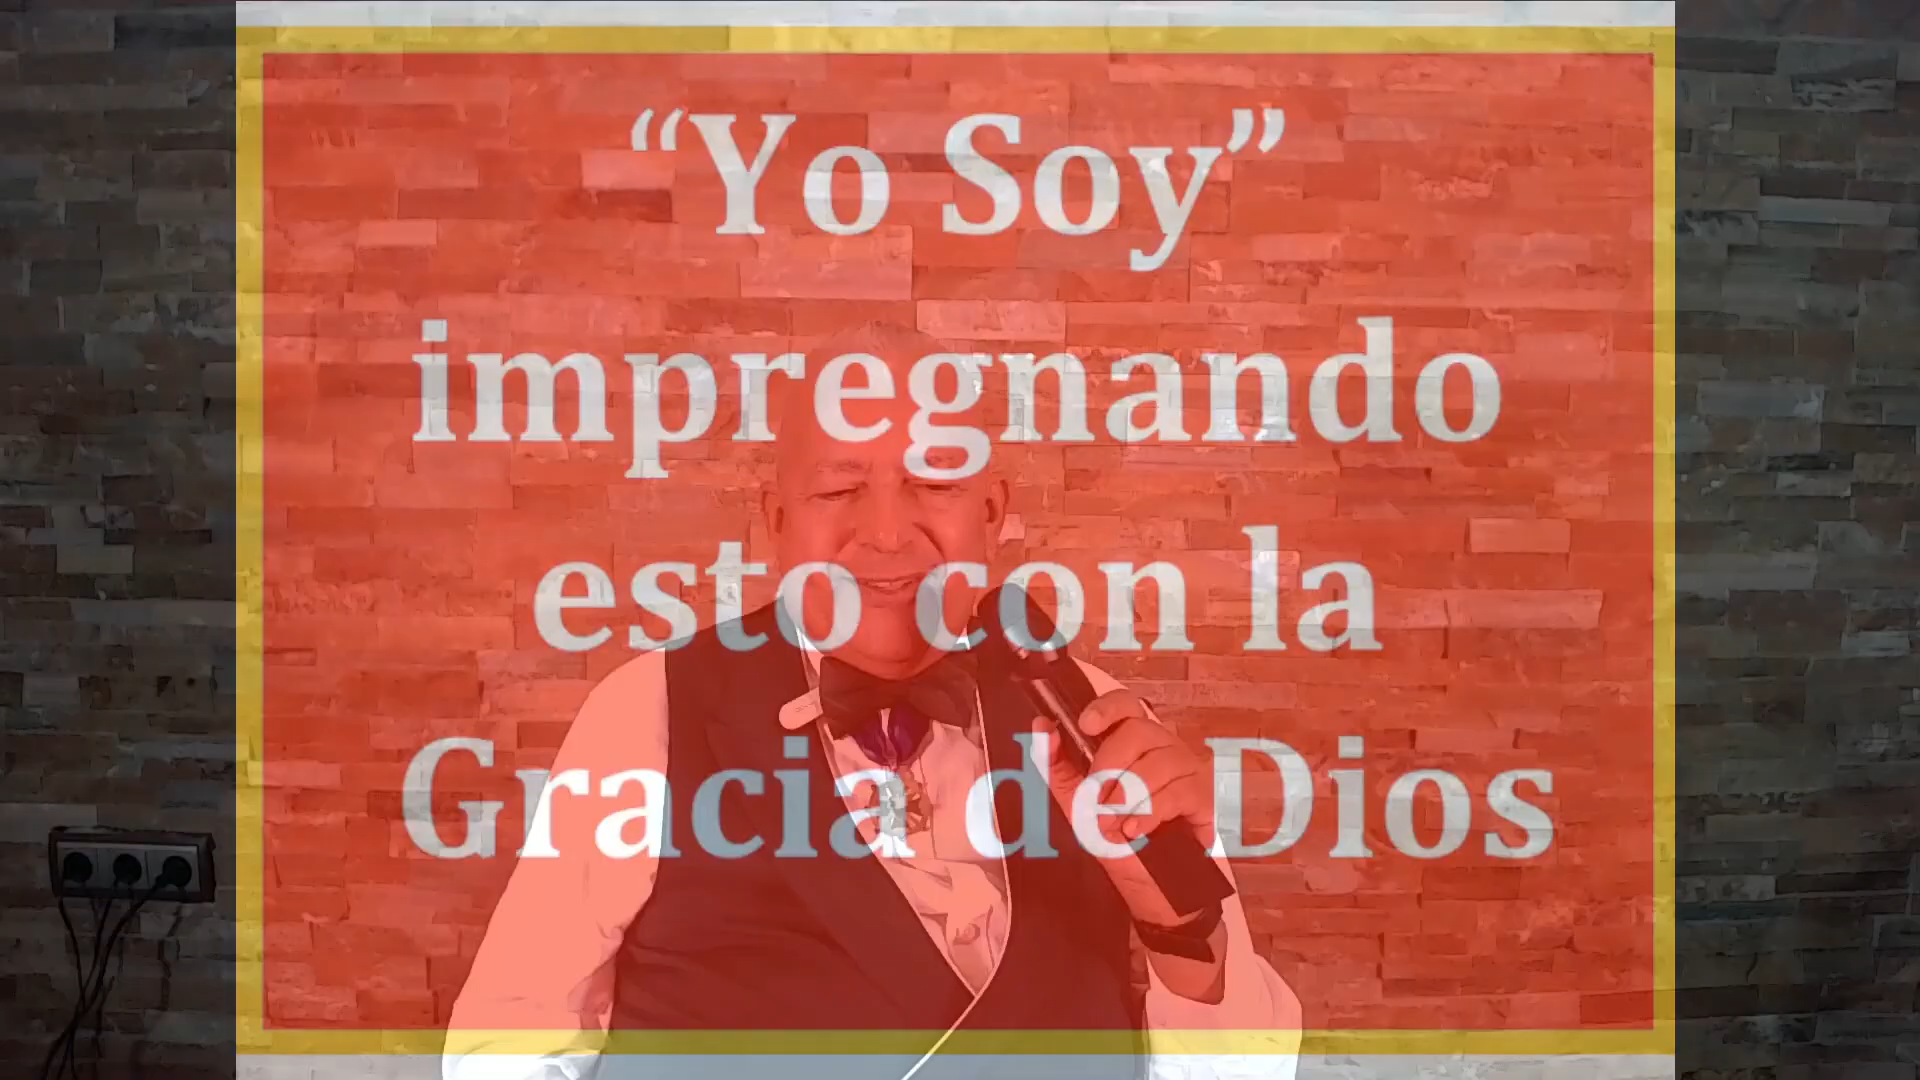 “Yo Soy”
impregnando
esto con la
Gracia de Dios